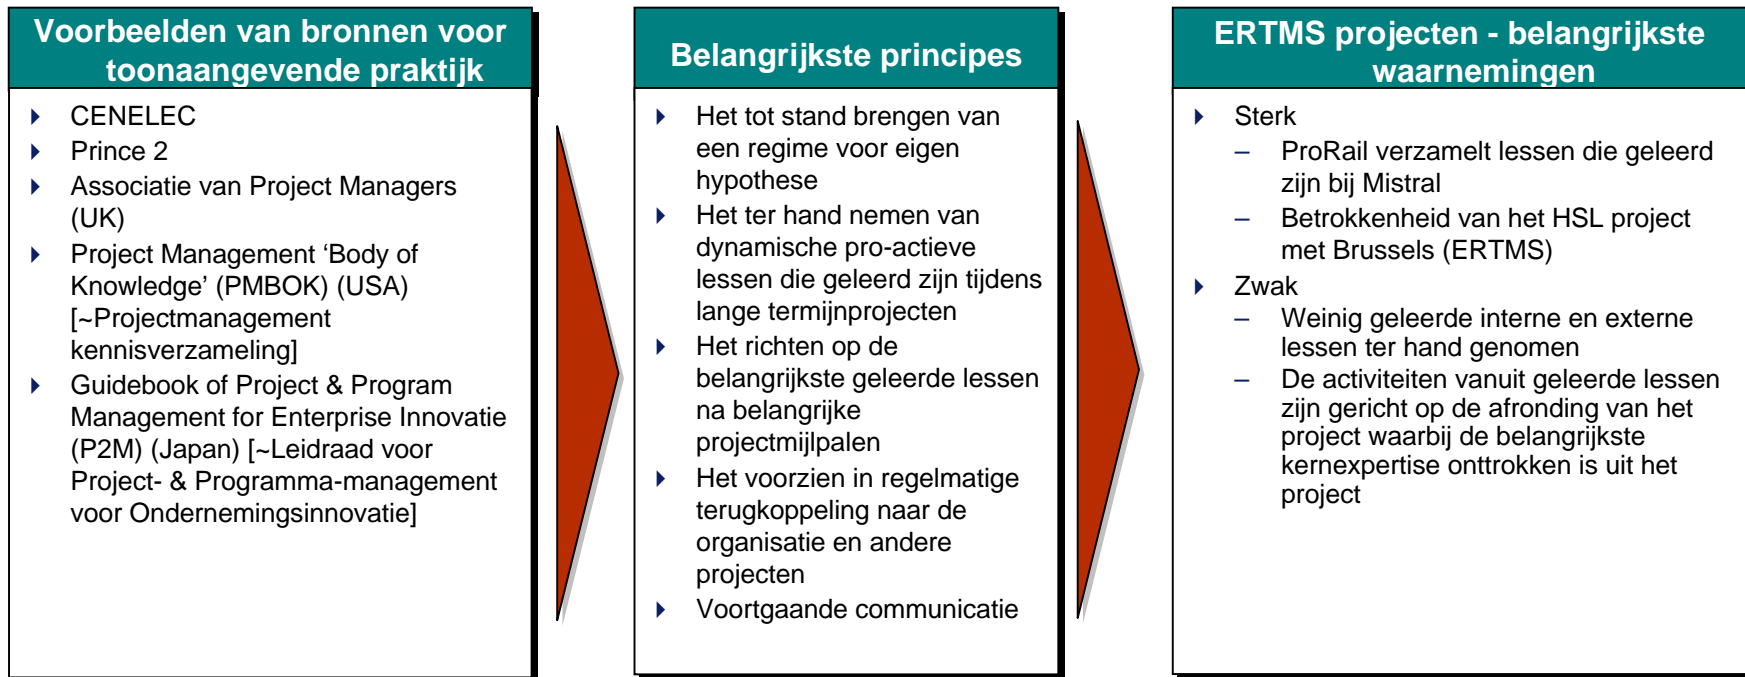 Voorbeelden van bronnen voor
toonaangevende praktijk
CENELEC
Prince 2
Associatie van Project Managers
(UK)
Project Management ‘Body of
Knowledge’ (PMBOK) (USA)
[~Projectmanagement
kennisverzameling]
Guidebook of Project & Program
Management for Enterprise Innovatie
(P2M) (Japan) [~Leidraad voor
Project- & Programma-management
voor Ondernemingsinnovatie]
Belangrijkste principes
Het tot stand brengen van
een regime voor eigen
hypothese
Het ter hand nemen van
dynamische pro-actieve
lessen die geleerd zijn tijdens
lange termijnprojecten
Het richten op de
belangrijkste geleerde lessen
na belangrijke
projectmijlpalen
Het voorzien in regelmatige
terugkoppeling naar de
organisatie en andere
projecten
Voortgaande communicatie
ERTMS projecten - belangrijkste
waarnemingen
Sterk
– ProRail verzamelt lessen die geleerd
zijn bij Mistral
– Betrokkenheid van het HSL project
met Brussels (ERTMS)
Zwak
– Weinig geleerde interne en externe
lessen ter hand genomen
– De activiteiten vanuit geleerde lessen
zijn gericht op de afronding van het
project waarbij de belangrijkste
kernexpertise onttrokken is uit het
project